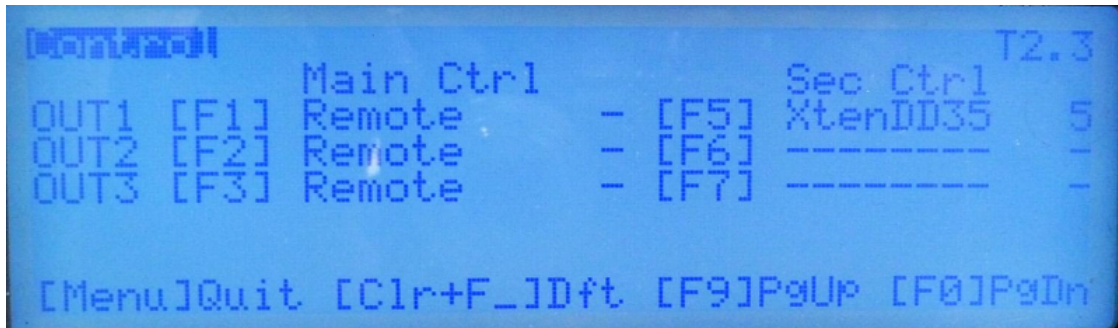 Control T2.3
Main Ctrl Sec Ctrl
OUT1 [F1] Remote - [F5] XtenDD35 5
OUT2 [F2] Remote - [F6] -------- -
OUT3 [F3] Remote - [F7] -------- -
[Menu]Quit [Clr+F_]Dft [F9]PgUp [F0]PgDn